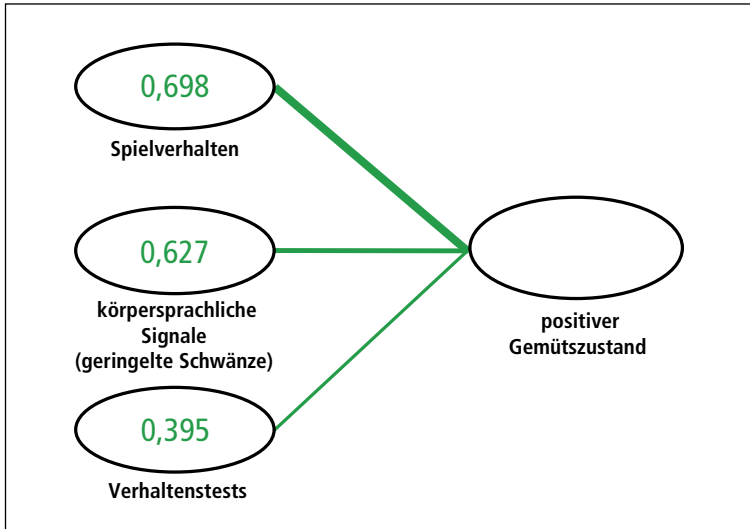 0,698
Spielverhalten
0,627
körpersprachliche
Signale
(geringelte Schwänze)
0,395
Verhaltenstests
positiver
Gemütszustand